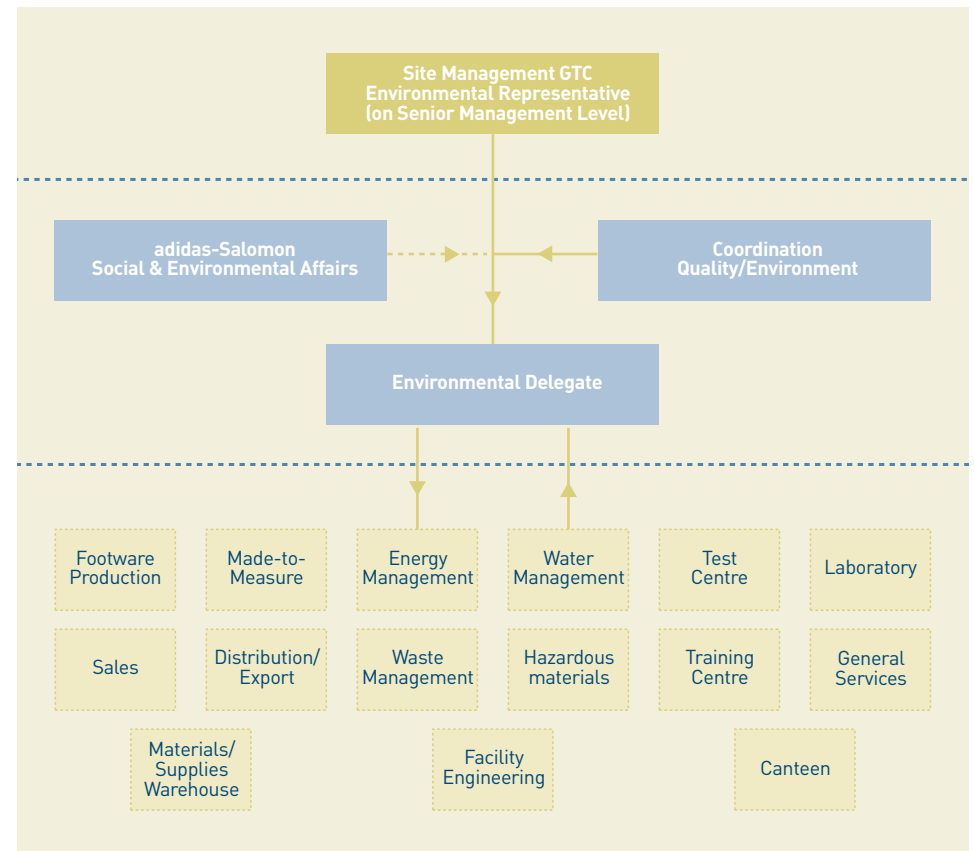 Site Management GTC
Environmental Representative
(on Senior Management Level)
adidas-Salomon
Social & Environmental Affairs
Coordination
Quality/Environment
Environmental Delegate
Footware
Production
Made-to-
Measure
Energy
Management
Water
Management
Test
Centre
Laboratory
Sales
Distribution/
Export
Waste
Management
Hazardous
materials
Training
Centre
General
Services
Materials/
Supplies
Warehouse
Facility
Engineering
Canteen